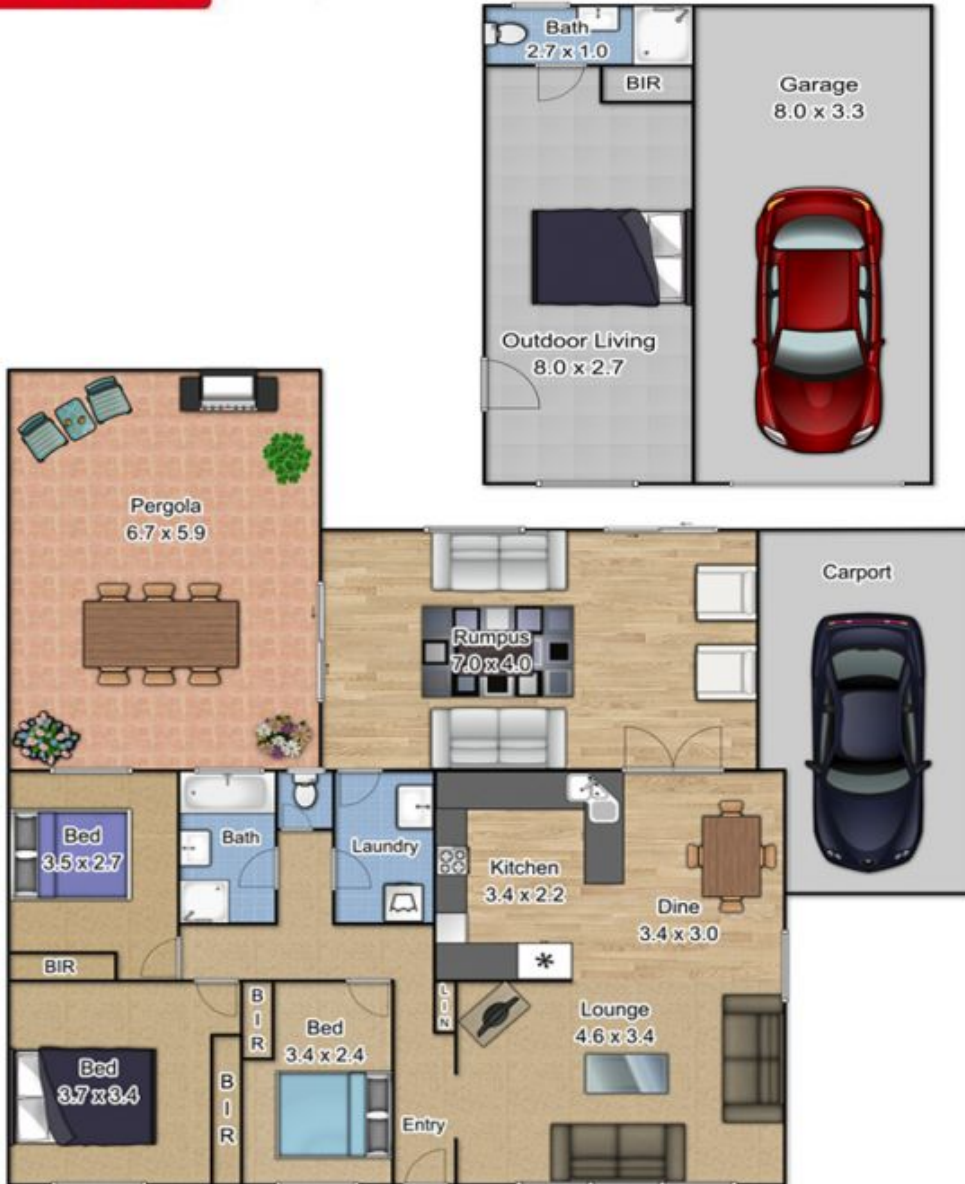 Bath
2.7 x 1.0
BIR
Garage
8.0 x 3.3
Outdoor Living
8.0 x 2.7
Pergola
6.7 x 5.9
Carport
Rumpus
7.0 x 4.0
Bed
3.5 x 2.7
Bath
Laundry
Kitchen
3.4 x 2.2
Dine
3.4 x 3.0
BIR
*
BIR
LIN
Bed
3.4 x 2.4
Lounge
4.6 x 3.4
Bed
3.7 x 3.4
BIR
Entry